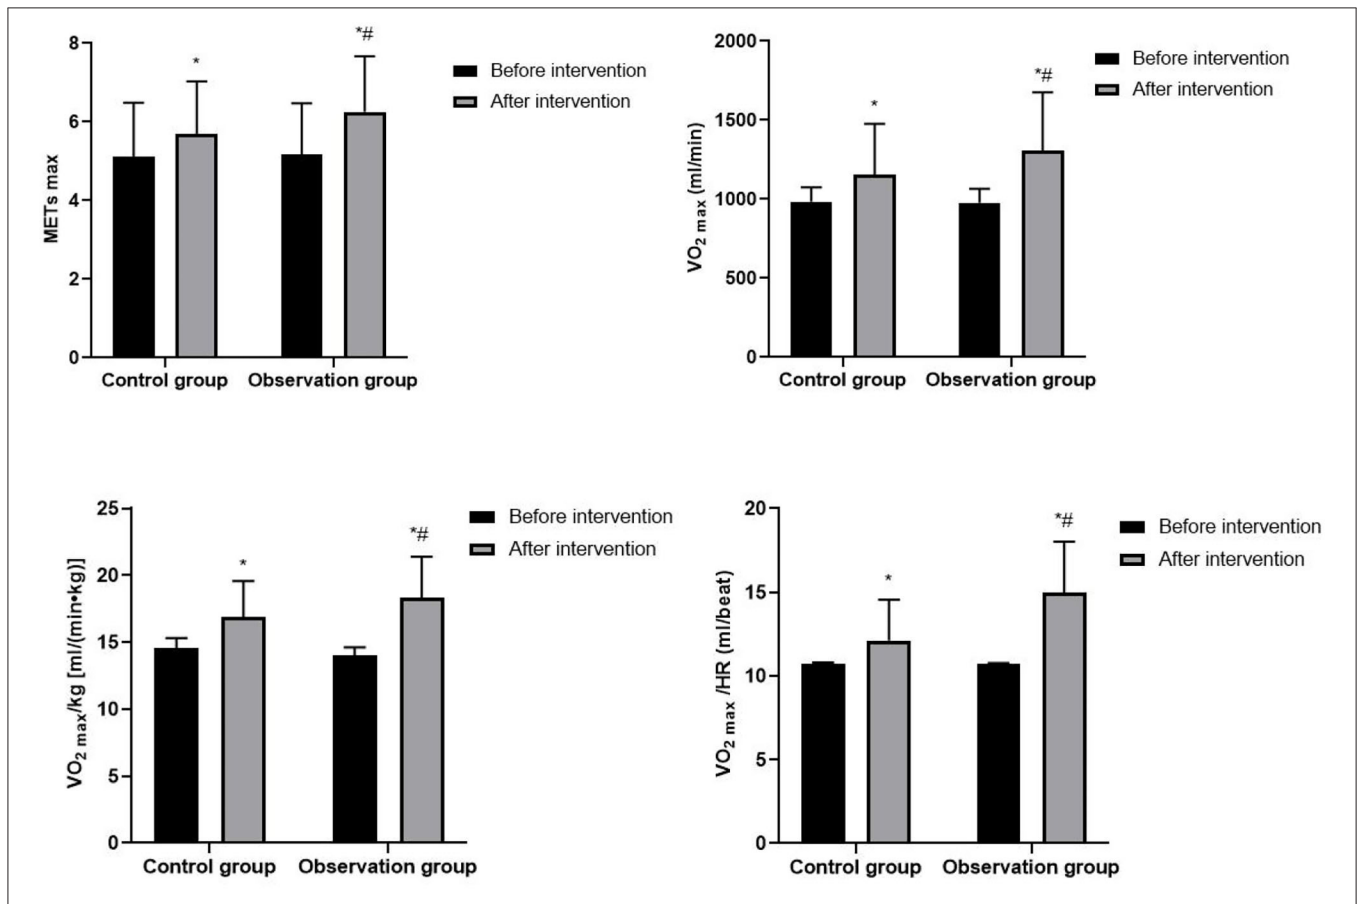 METs max
8
6
4
2
0
*
*#
Control group
Observation group
Before intervention
After intervention
VO2 max (ml/min)
2000
1500
1000
500
0
*
*#
Control group
Observation group
Before intervention
After intervention
VO2 max/kg [ml/(min•kg)]
25
20
15
10
5
0
*
*#
Control group
Observation group
Before intervention
After intervention
VO2 max /HR (ml/beat)
20
15
10
5
0
*
*#
Control group
Observation group
Before intervention
After intervention